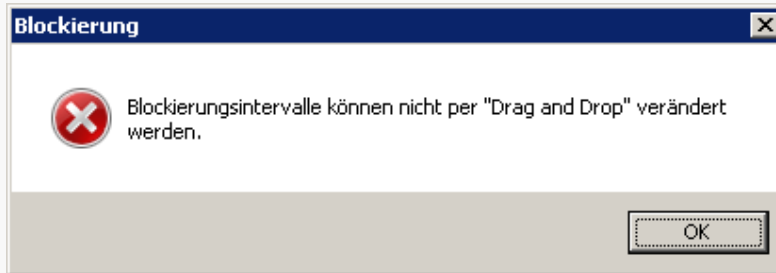 Blockierung
Blockierungsintervalle können nicht per "Drag and Drop" verändert
werden.
OK